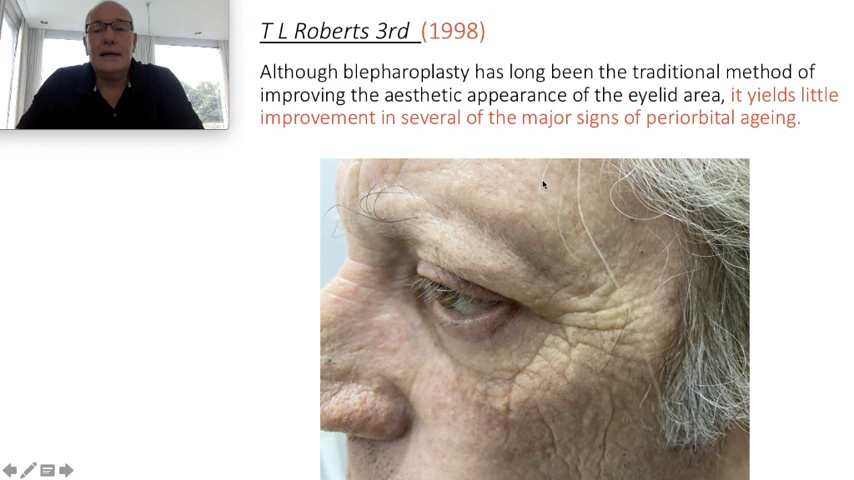 T L Roberts 3rd (1998)
Although blepharoplasty has long been the traditional method of
improving the aesthetic appearance of the eyelid area, it yields little
improvement in several of the major signs of periorbital ageing.